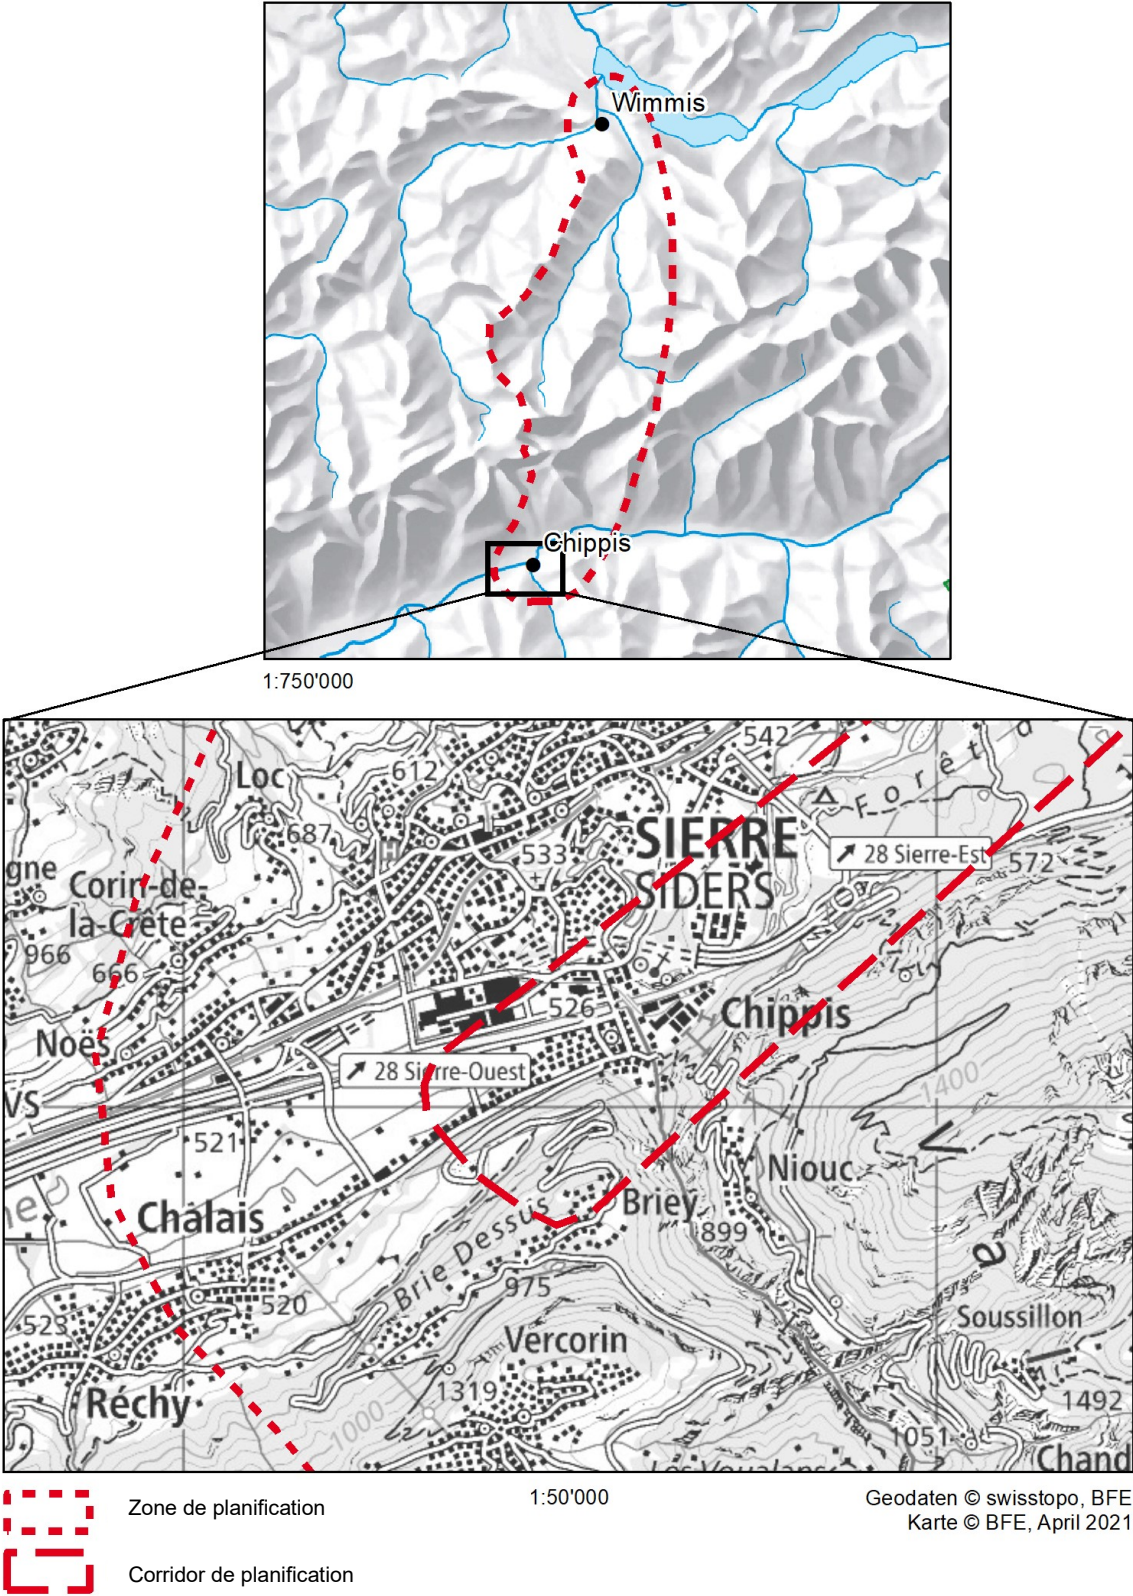 Wimmis
Chippis
1:750'000
542
Loc
612
Forêt d
687
SIERRE
SIDERS
533
28 Sierre-Est
572
gne
Corin-de-
la-Crête
966
666
526
Chippis
Noës
28 Sierre-Ouest
VS
1400
521
Niouc
Chalais
Briey
Brie Dessus
899
a
975
520
523
Soussillon
Vercorin
Réchy
1319
1492
1000
1051
Chand
Zone de planification
1:50'000
Geodaten © swisstopo, BFE
Karte © BFE, April 2021
Corridor de planification